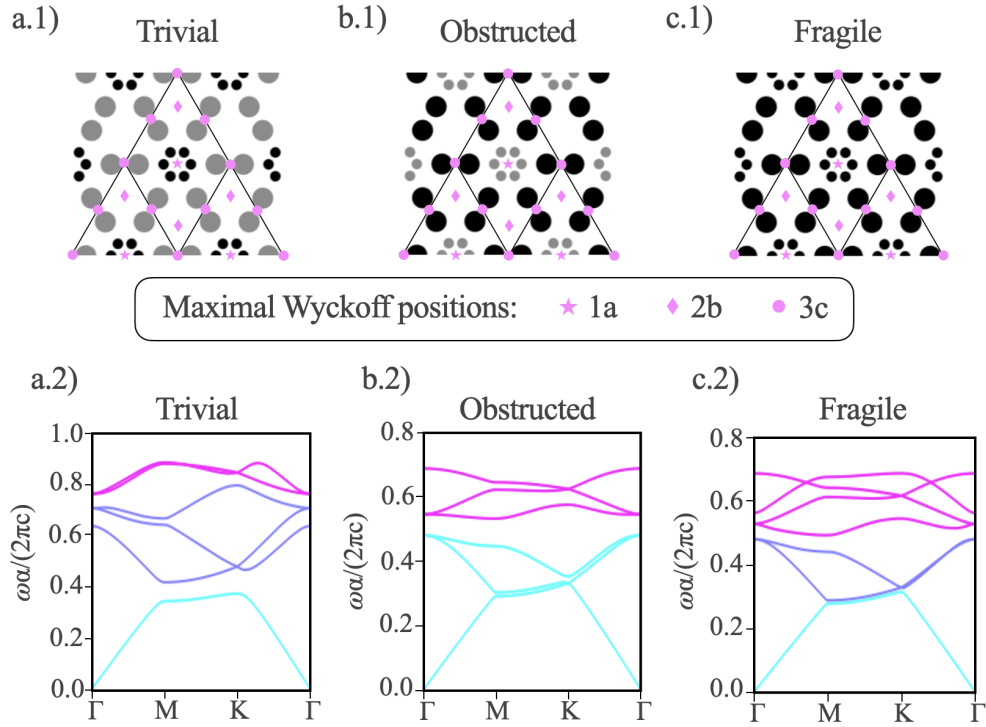 a.1) b.1) c.1)
Trivial Obstructed Fragile
Maximal Wyckoff positions: 1a 2b 3c
a.2) b.2) c.2)
Trivial Obstructed Fragile
1.0
0.8
0.6
0.4
0.2
0.0
ωα/(2πc)
Γ M K Γ
0.8
0.6
0.4
0.2
0.0
ωα/(2πc)
Γ M K Γ
0.8
0.6
0.4
0.2
0.0
ωα/(2πc)
Γ M K Γ